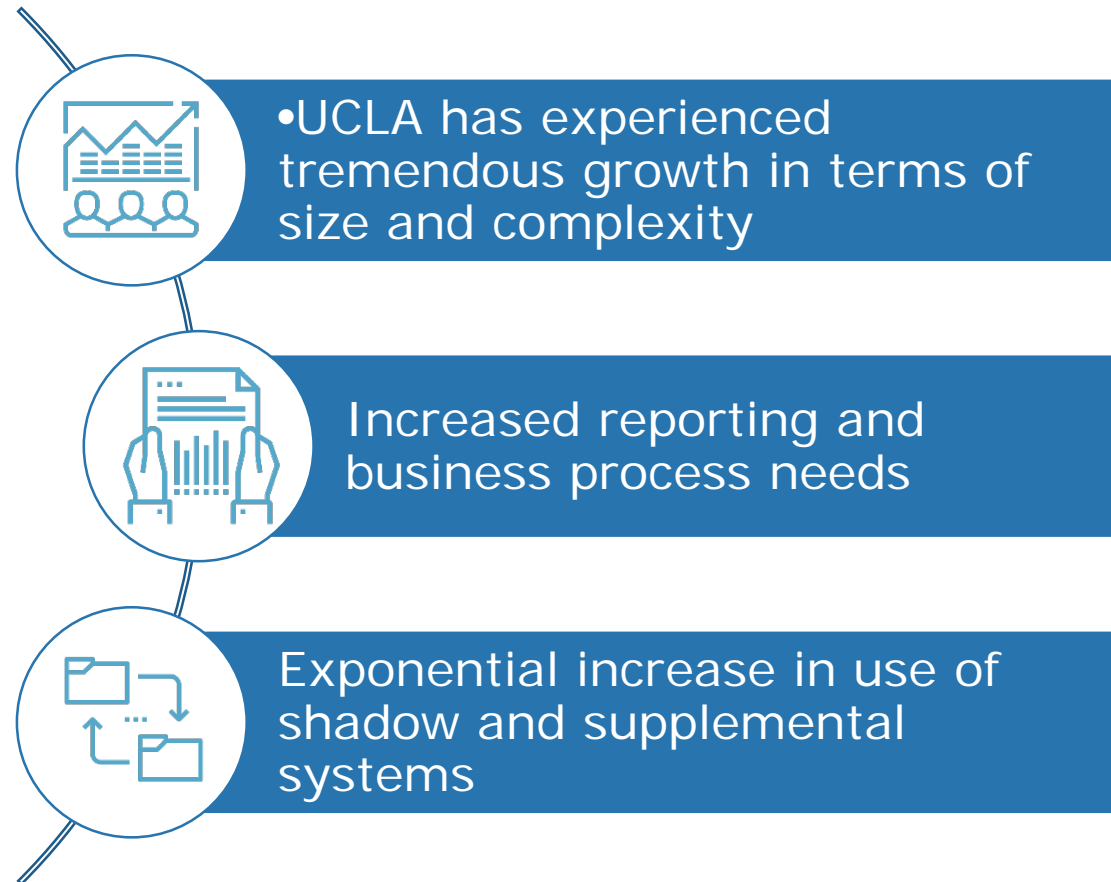 •UCLA has experienced
tremendous growth in terms of
size and complexity
Increased reporting and
business process needs
Exponential increase in use of
shadow and supplemental
systems